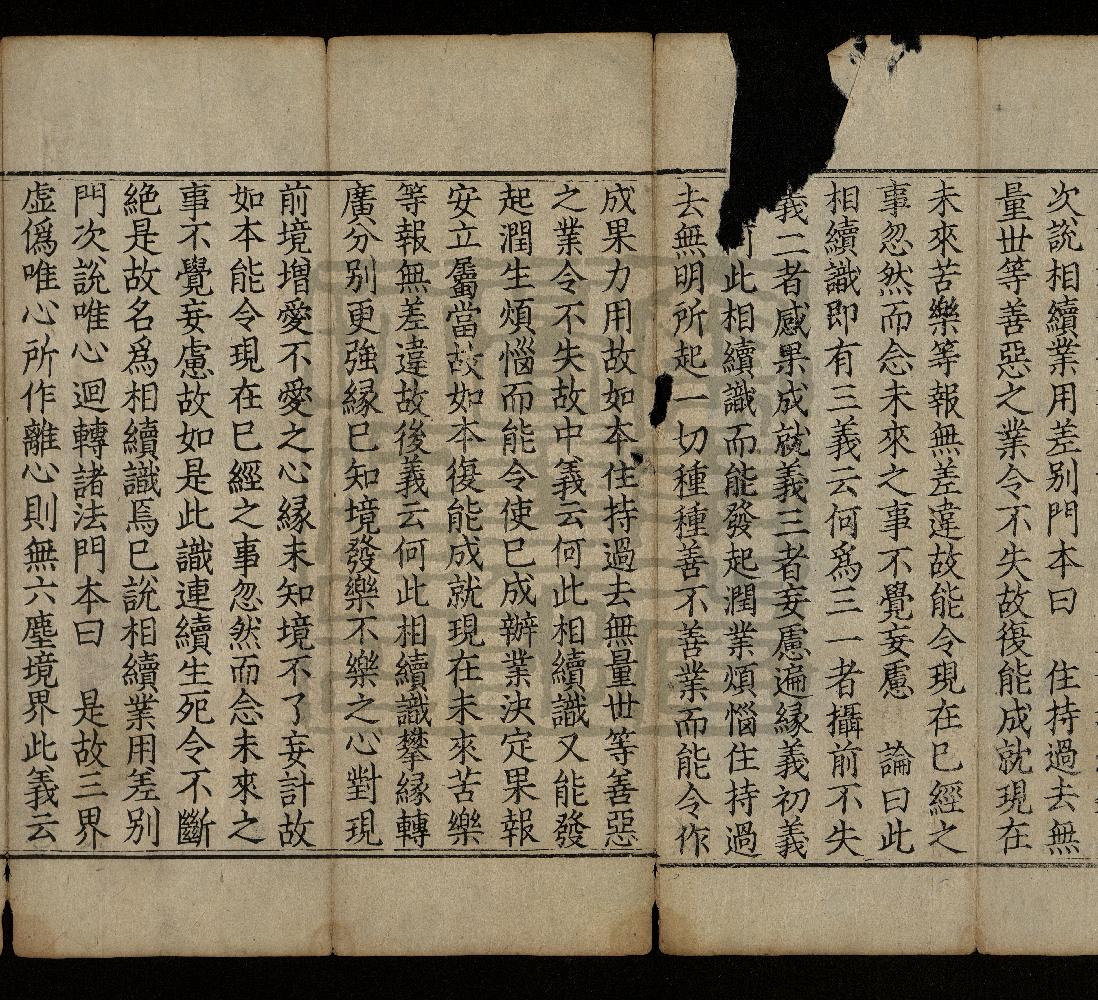 次說相續業用差别門本曰　住持過去無
量世等善惡之業令不失故復能成就現在
未來苦樂等報無差違故能令現在已經之
事忽然而念未來之事不覺妄慮　論曰此
相續識即有三義云何爲三一者攝前不失
義二者感果成就義三者妄慮遍縁義初義
何此相續識而能發起潤業煩惱住持過
去無明所起一切種種善不善業而能令作
成果力用故如本住持過去無量世等善惡
之業令不失故中義云何此相續識又能發
起潤生煩惱而能令使已成辦業決定果報
安立屬當故如本復能成就現在未來苦樂
等報無差違故後義云何此相續識攀縁轉
廣分别更強縁已知境發樂不樂之心對現
前境增愛不愛之心縁未知境不了妄計故
如本能令現在已經之事忽然而念未來之
事不覺妄慮故如是此識連續生死令不斷
絶是故名爲相續識焉已說相續業用差别
門次說唯心迴轉諸法門本曰　是故三界
虛僞唯心所作離心則無六塵境界此義云